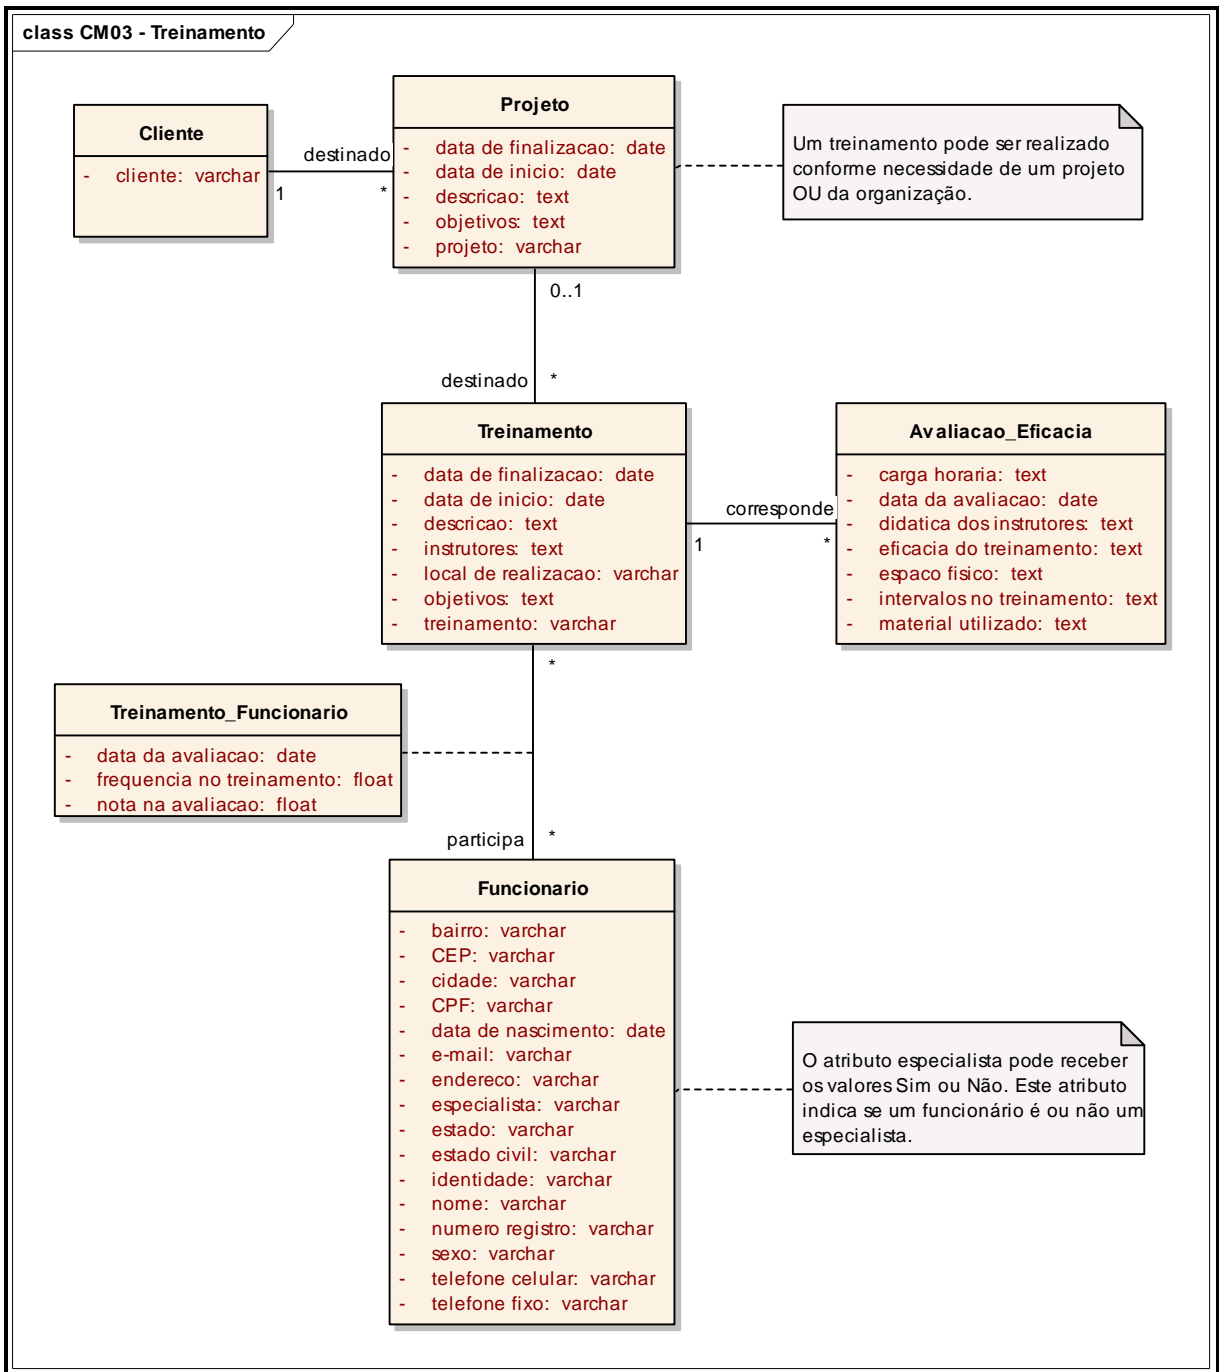 class CM03 - Treinamento
Cliente
- cliente: varchar
destinado
1
*
Projeto
- data de finalizacao: date
- data de inicio: date
- descricao: text
- objetivos: text
- projeto: varchar
Um treinamento pode ser realizado
conforme necessidade de um projeto
OU da organização.
0..1
destinado
*
Treinamento
- data de finalizacao: date
- data de inicio: date
- descricao: text
- instrutores: text
- local de realizacao: varchar
- objetivos: text
- treinamento: varchar
corresponde
1
*
Avaliacao_Eficacia
- carga horaria: text
- data da avaliacao: date
- didatica dos instrutores: text
- eficacia do treinamento: text
- espaco fisico: text
- intervalos no treinamento: text
- material utilizado: text
*
Treinamento_Funcionario
- data da avaliacao: date
- frequencia no treinamento: float
- nota na avaliacao: float
participa
*
Funcionario
- bairro: varchar
- CEP: varchar
- cidade: varchar
- CPF: varchar
- data de nascimento: date
- e-mail: varchar
- endereco: varchar
- especialista: varchar
- estado: varchar
- estado civil: varchar
- identidade: varchar
- nome: varchar
- numero registro: varchar
- sexo: varchar
- telefone celular: varchar
- telefone fixo: varchar
O atributo especialista pode receber
os valores Sim ou Não. Este atributo
indica se um funcionário é ou não um
especialista.